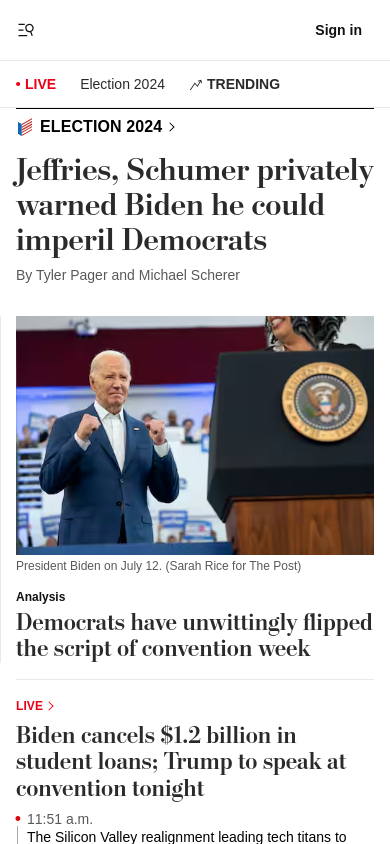 Sign in
LIVE
Election 2024
TRENDING
ELECTION 2024
Jeffries, Schumer privately
warned Biden he could
imperil Democrats
By Tyler Pager and Michael Scherer
President Biden on July 12. (Sarah Rice for The Post)
Analysis
Democrats have unwittingly flipped
the script of convention week
LIVE
Biden cancels $1.2 billion in
student loans; Trump to speak at
convention tonight
11:51 a.m.
The Silicon Valley realignment leading tech titans to